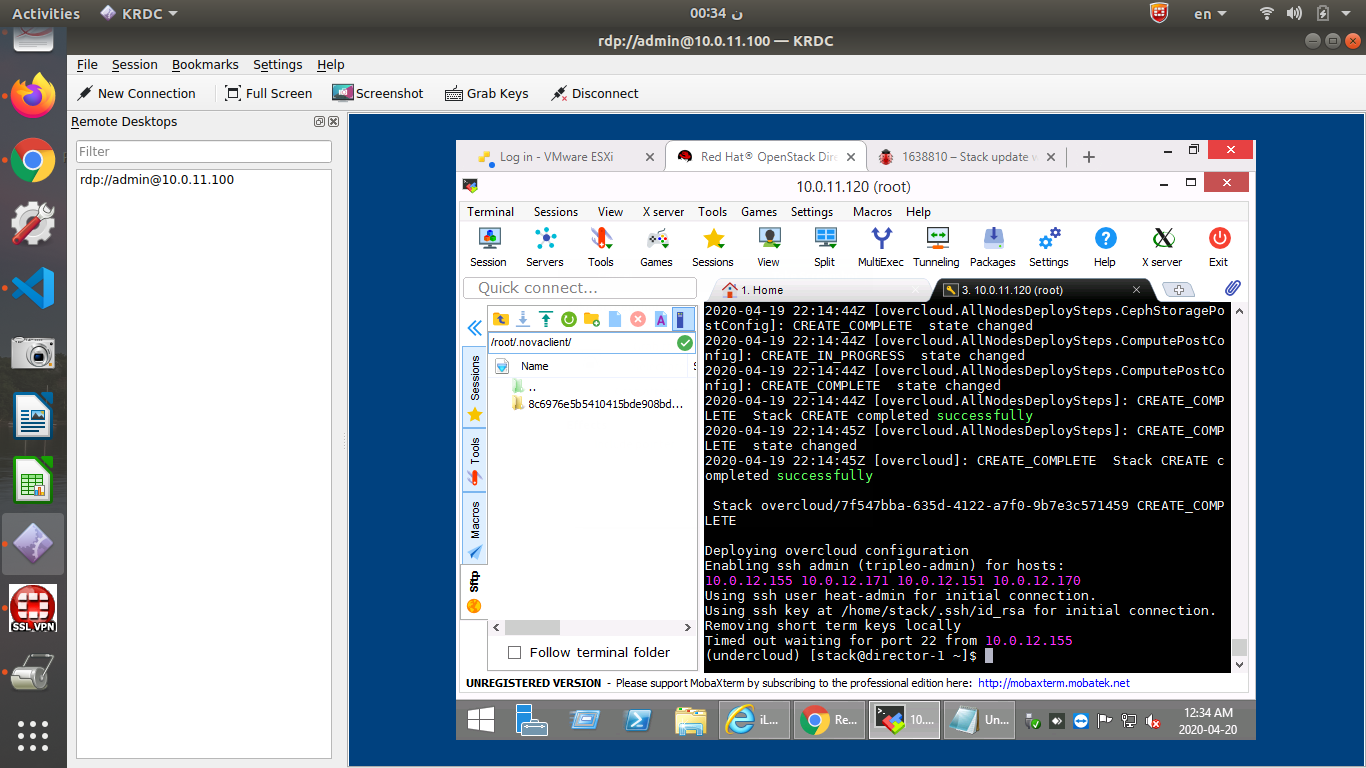 Activities
KRDC
00:34 ن
en
rdp://admin@10.0.11.100 — KRDC
File Session Bookmarks Settings Help
New Connection Full Screen Screenshot Grab Keys Disconnect
Remote Desktops
Filter
rdp://admin@10.0.11.100
Log in - VMware ESXi
Red Hat® OpenStack Dire
1638810 – Stack update v
10.0.11.120 (root)
Terminal Sessions View X server Tools Games Settings Macros Help
Session Servers Tools Games Sessions View Split MultiExec Tunneling Packages Settings Help X server Exit
Quick connect...
1. Home
3. 10.0.11.120 (root)
/root/.novaclient/
Name
..
8c6976e5b5410415bde908bd...
Sessions
Tools
Macros
Sftp
Follow terminal folder
2020-04-19 22:14:44Z [overcloud.AllNodesDeploySteps.CephStoragePo
stConfig]: CREATE_COMPLETE  state changed
2020-04-19 22:14:44Z [overcloud.AllNodesDeploySteps.ComputePostCo
nfig]: CREATE_IN_PROGRESS  state changed
2020-04-19 22:14:44Z [overcloud.AllNodesDeploySteps.ComputePostCo
nfig]: CREATE_COMPLETE  state changed
2020-04-19 22:14:44Z [overcloud.AllNodesDeploySteps]: CREATE_COMP
LETE  Stack CREATE completed successfully
2020-04-19 22:14:45Z [overcloud.AllNodesDeploySteps]: CREATE_COMP
LETE  state changed
2020-04-19 22:14:45Z [overcloud]: CREATE_COMPLETE  Stack CREATE c
ompleted successfully
Stack overcloud/7f547bba-635d-4122-a7f0-9b7e3c571459 CREATE_COMP
LETE
Deploying overcloud configuration
Enabling ssh admin (tripleo-admin) for hosts:
10.0.12.155 10.0.12.171 10.0.12.151 10.0.12.170
Using ssh user heat-admin for initial connection.
Using ssh key at /home/stack/.ssh/id_rsa for initial connection.
Removing short term keys locally
Timed out waiting for port 22 from 10.0.12.155
(undercloud) [stack@director-1 ~]$
UNREGISTERED VERSION - Please support MobaXterm by subscribing to the professional edition here: http://mobaxterm.mobatek.net
iL... Re... 10.... Un...
12:34 AM
2020-04-20
SSL VPN